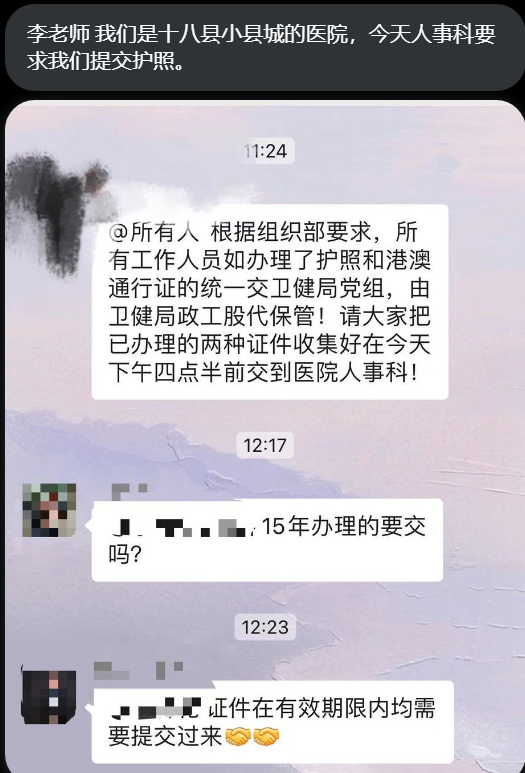 李老师 我们是十八县小县城的医院，今天人事科要
求我们提交护照。
11:24
@所有人 根据组织部要求，所
有工作人员如办理了护照和港澳
通行证的统一交卫健局党组，由
卫健局政工股代保管！请大家把
已办理的两种证件收集好在今天
下午四点半前交到医院人事科！
12:17
15年办理的要交
吗?
12:23
证件在有效期限内均需
要提交过来🤝🤝